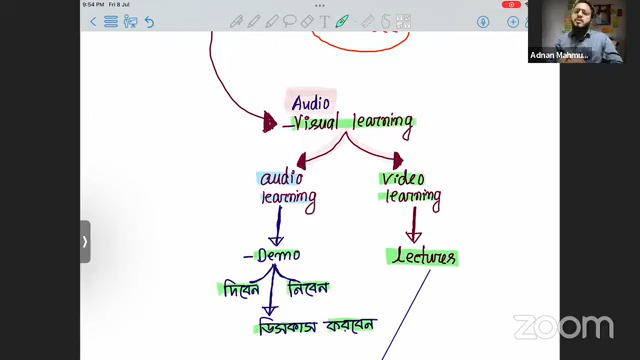 9:54 PM Fri 8 Jul
Adnan Mahmu...
Audio
-Visual learning
audio
learning
video
learning
- Demo
Lectures
দিবেন নিবেন
ডিসকাস করবেন
zoom